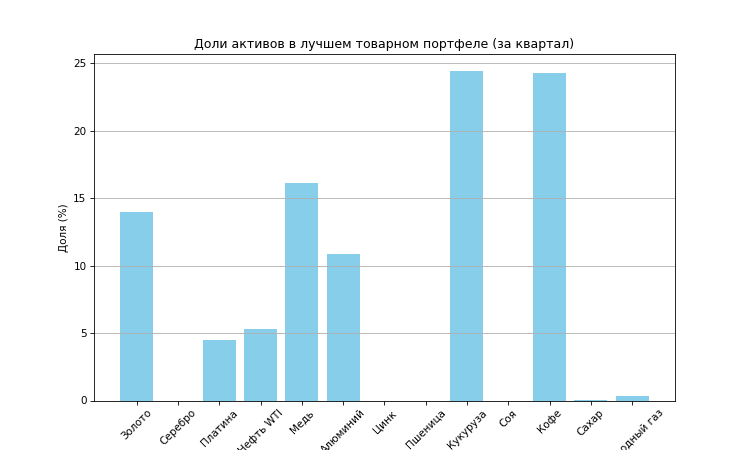 Доли активов в лучшем товарном портфеле (за квартал)
Доля (%)
25
20
15
10
5
0
Золото
Серебро
Платина
Нефть WTI
Медь
Алюминий
Цинк
Пшеница
Кукуруза
Соя
Кофе
Сахар
газ